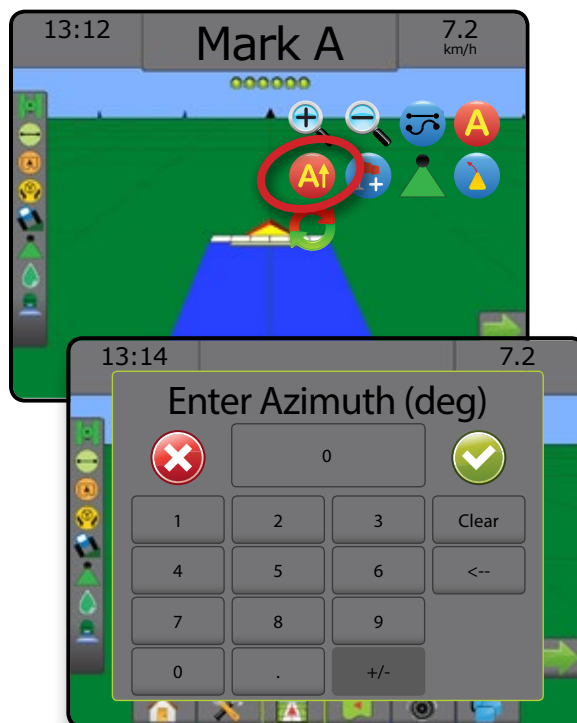 13:12 Mark A 7.2
km/h
A
A
13:14 7.2
Enter Azimuth (deg)
0
1 2 3 Clear
4 5 6 <--
7 8 9
0 . +/-